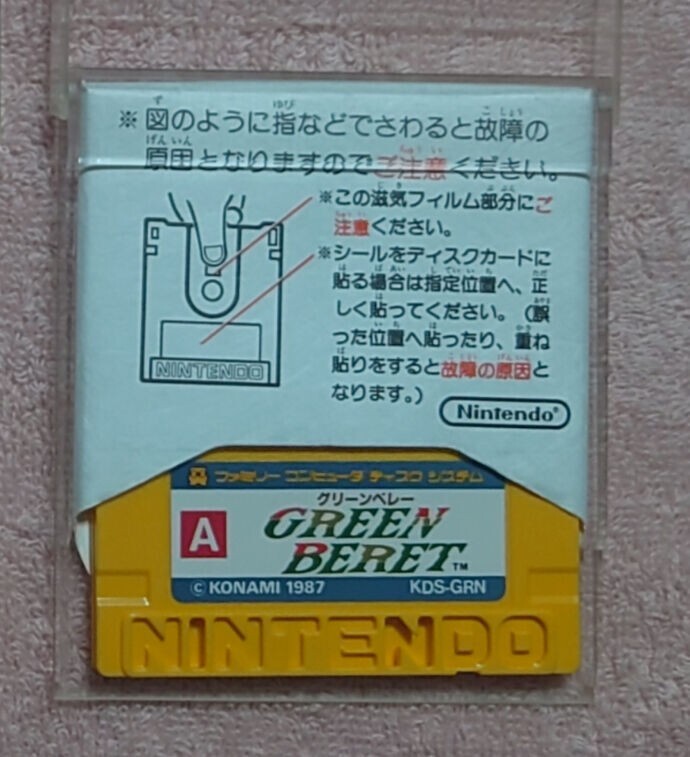 ※図のように指などでさわると故障の
原因となりますのでご注意ください。
※この滋気フィルム部分にご
注意ください。
※シールをディスクカードに
貼る場合は指定位置へ、正
しく貼ってください。（誤
った位置へ貼ったり、重ね
貼りをすると故障の原因と
なります。）
NINTENDO
Nintendo®
ファミリー コンピュータ ディスク システム
グリーンベレー
A
GREEN
BERET™
© KONAMI 1987 KDS-GRN
NINTENDO